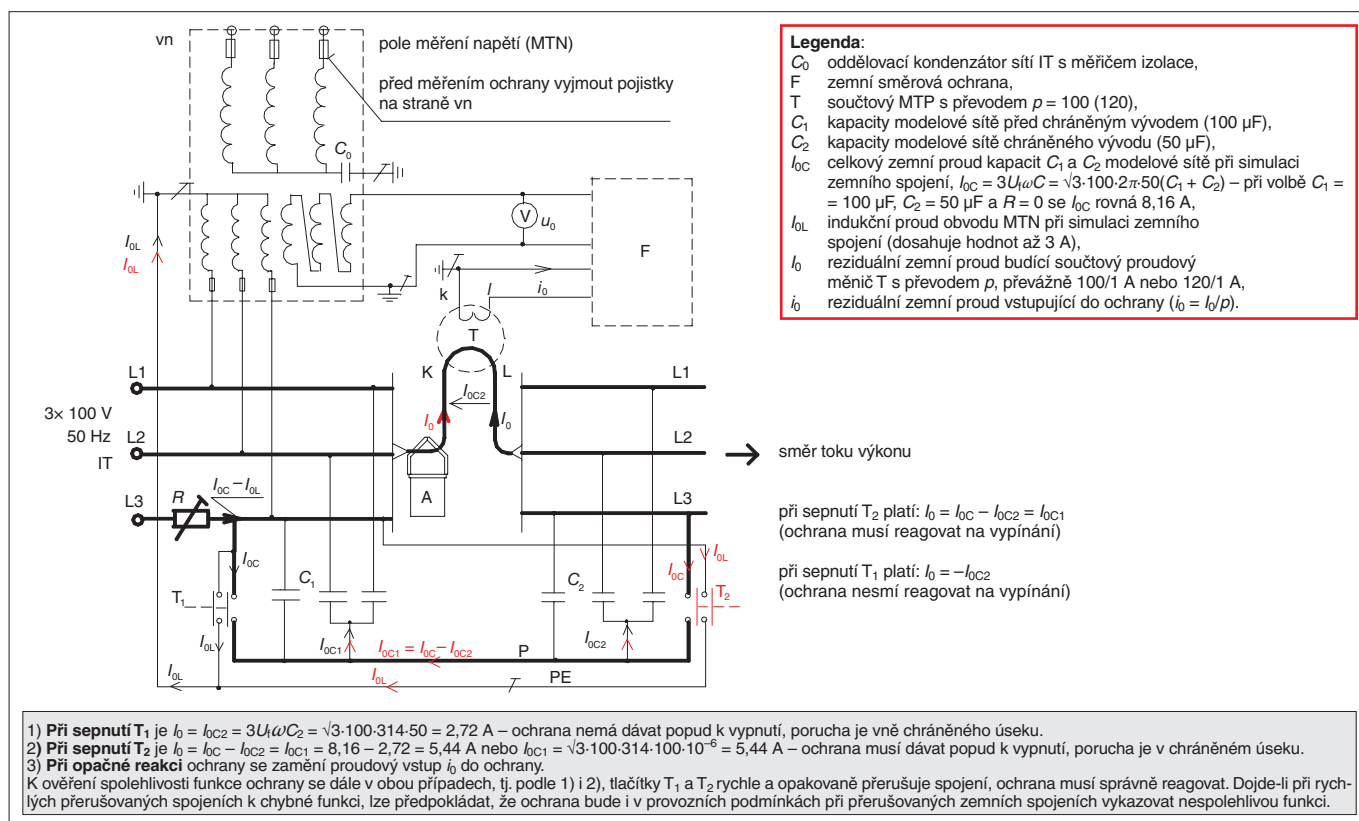 vn
pole měření napětí (MTN)
před měřením ochrany vyjmout pojistky
na straně vn
C₀
Legenda:
C₀ oddělovací kondenzátor sítí IT s měřičem izolace,
F zemní směrová ochrana,
T součtový MTP s převodem p = 100 (120),
C₁ kapacity modelové sítě před chráněným vývodem (100 μF),
C₂ kapacity modelové sítě chráněného vývodu (50 μF),
I0C celkový zemní proud kapacit C₁ a C₂ modelové sítě při simulaci
zemního spojení, I0C = 3UfωC = √3·100·2π·50(C₁ + C₂) – při volbě C₁ =
= 100 μF, C₂ = 50 μF a R = 0 se I0C rovná 8,16 A,
I0L indukční proud obvodu MTN při simulaci zemního
spojení (dosahuje hodnot až 3 A),
I₀ reziduální zemní proud budící součtový proudový
měnič T s převodem p, převážně 100/1 A nebo 120/1 A,
i₀ reziduální zemní proud vstupující do ochrany (i₀ = I₀/p).
I0L
I0L
V
u₀
F
k
l
i₀
T
K
L
I0C2
I₀
I₀
A
L1
L1
3× 100 V
50 Hz
IT
L2
L2
L3
R
I0C – I0L
L3
směr toku výkonu
při sepnutí T₂ platí: I₀ = I0C – I0C2 = I0C1
(ochrana musí reagovat na vypínání)
při sepnutí T₁ platí: I₀ = –I0C2
(ochrana nesmí reagovat na vypínání)
I0C
C₁
T₁
I0L
I0C1
I0C1 = I0C – I0C2
P
C₂
I0C2
I0C
I0L
T₂
I0L
I0L
PE
1) Při sepnutí T₁ je I₀ = I0C2 = 3UfωC₂ = √3·100·314·50 = 2,72 A – ochrana nemá dávat popud k vypnutí, porucha je vně chráněného úseku.
2) Při sepnutí T₂ je I₀ = I0C – I0C2 = I0C1 = 8,16 – 2,72 = 5,44 A nebo I0C1 = √3·100·314·100·10⁻⁶ = 5,44 A – ochrana musí dávat popud k vypnutí, porucha je v chráněném úseku.
3) Při opačné reakci ochrany se zamění proudový vstup i₀ do ochrany.
K ověření spolehlivosti funkce ochrany se dále v obou případech, tj. podle 1) i 2), tlačítky T₁ a T₂ rychle a opakovaně přerušuje spojení, ochrana musí správně reagovat. Dojde-li při rych-
lých přerušovaných spojeních k chybné funkci, lze předpokládat, že ochrana bude i v provozních podmínkách při přerušovaných zemních spojeních vykazovat nespolehlivou funkci.